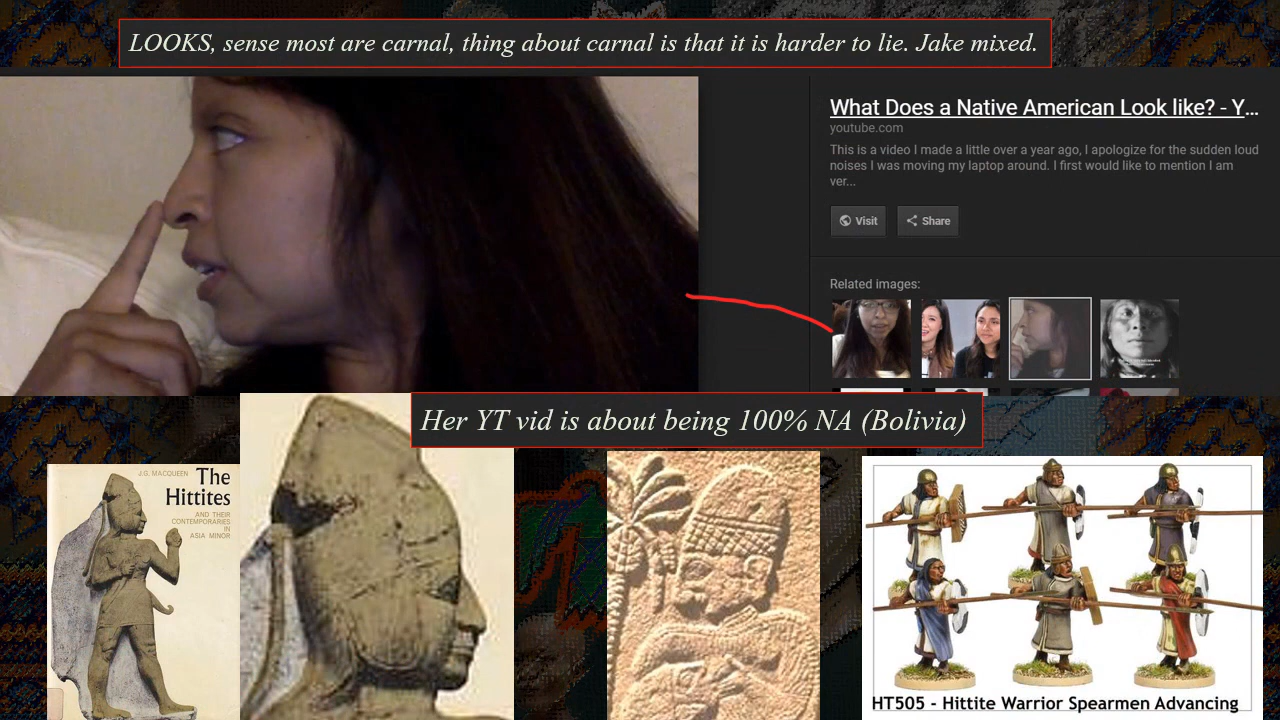 LOOKS, sense most are carnal, thing about carnal is that it is harder to lie. Jake mixed.
What Does a Native American Look like? - Y...
youtube.com
This is a video I made a little over a year ago, I apologize for the sudden loud
noises I was moving my laptop around. I first would like to mention I am
ver...
Visit
Share
Related images:
Her YT vid is about being 100% NA (Bolivia)
J.G. MACQUEEN
The
Hittites
AND THEIR
CONTEMPORARIES
IN
ASIA MINOR
HT505 - Hittite Warrior Spearmen Advancing